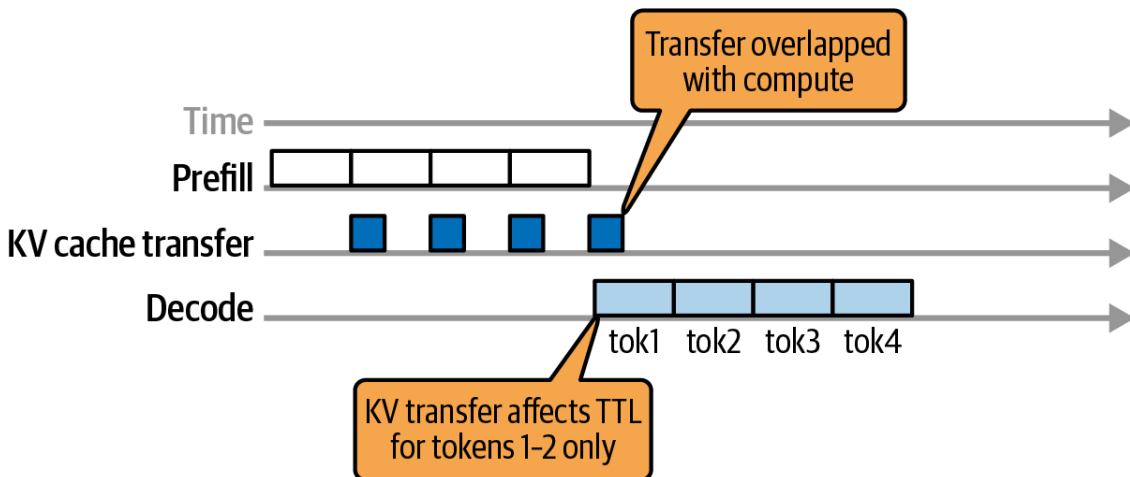 Transfer overlapped
with compute
Time
Prefill
KV cache transfer
Decode
tok1 tok2 tok3 tok4
KV transfer affects TTL
for tokens 1–2 only